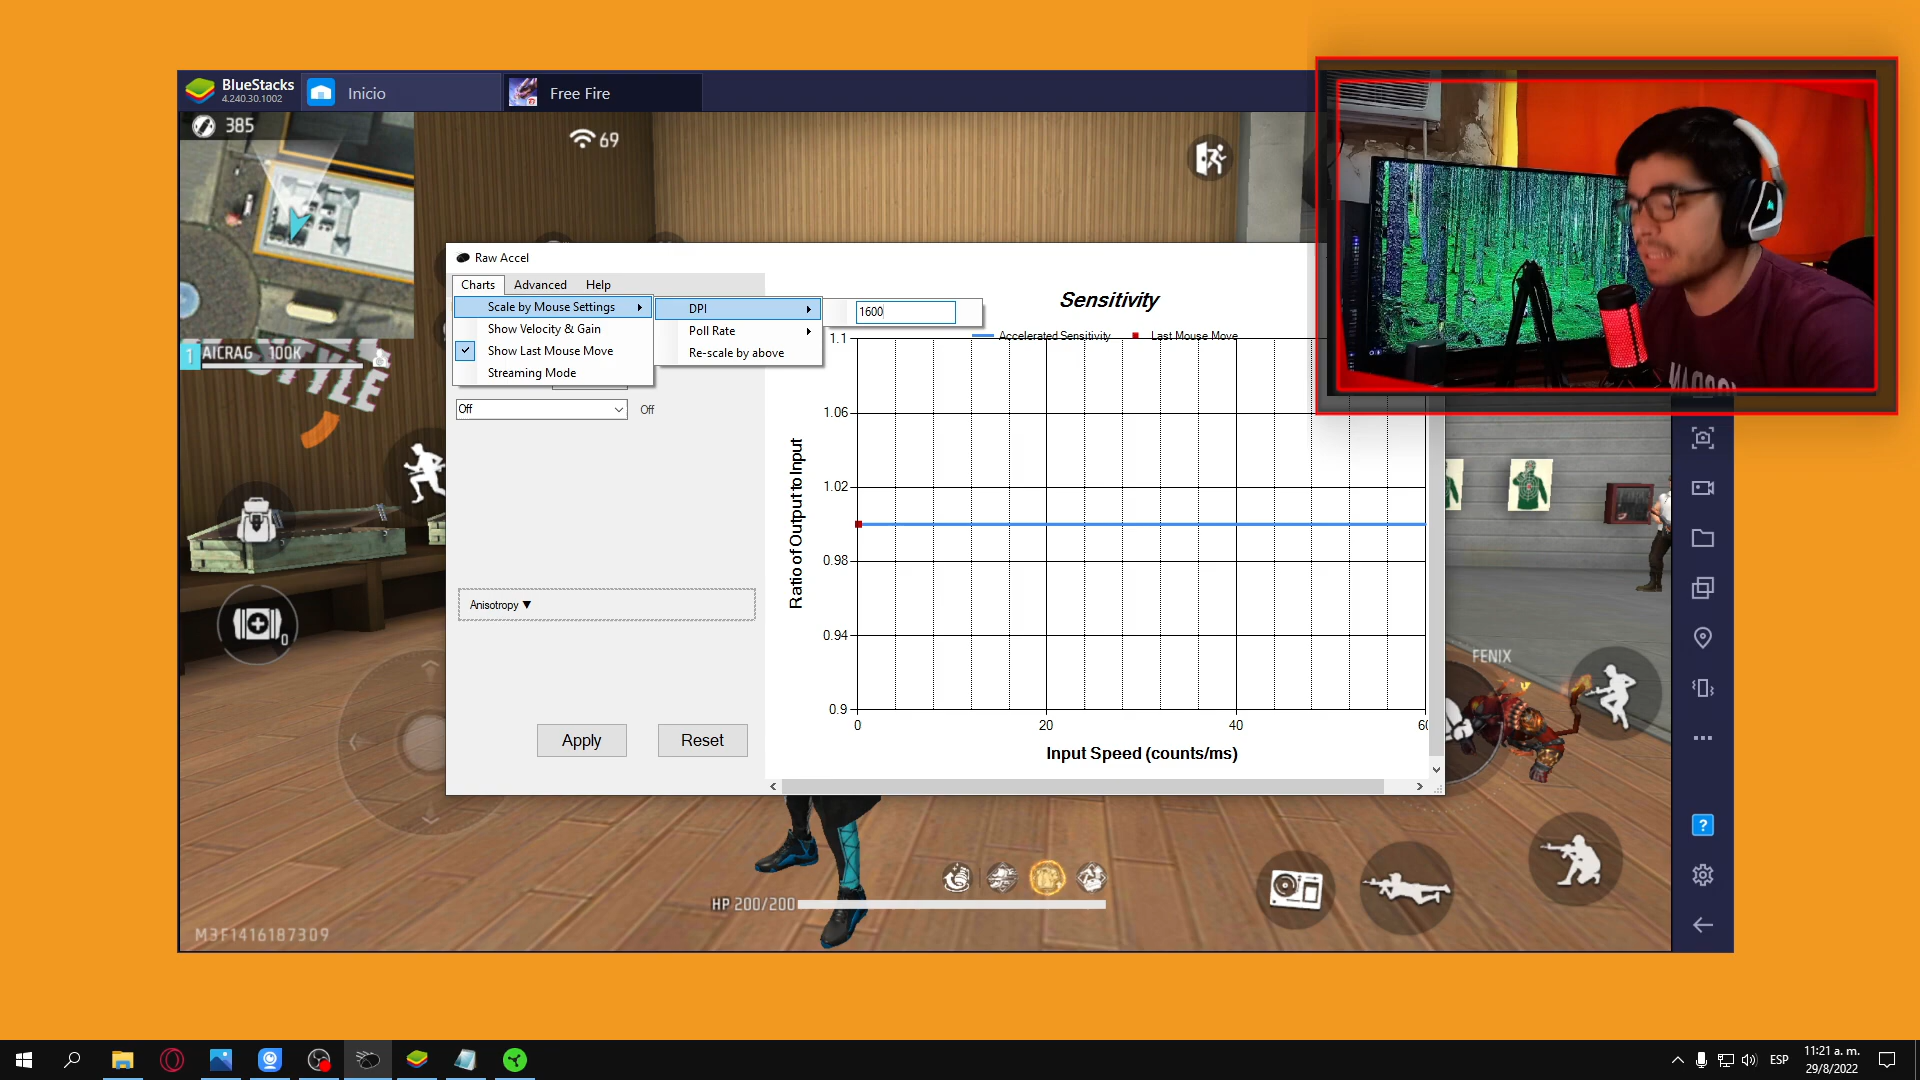 BlueStacks
4.240.30.1002
Inicio
Free Fire
385
69
1 AICRAG 100K
Raw Accel
Charts Advanced Help
Scale by Mouse Settings
DPI
1600
Show Velocity & Gain
Poll Rate
Show Last Mouse Move
Re-scale by above
Streaming Mode
Off
Off
Anisotropy ▼
Apply
Reset
Sensitivity
Accelerated Sensitivity
Last Mouse Move
Ratio of Output to Input
1.1
1.06
1.02
0.98
0.94
0.9
0
20
40
Input Speed (counts/ms)
FENIX
0
HP 200/200
M3F1416187309
?
ESP
11:21 a. m.
29/8/2022